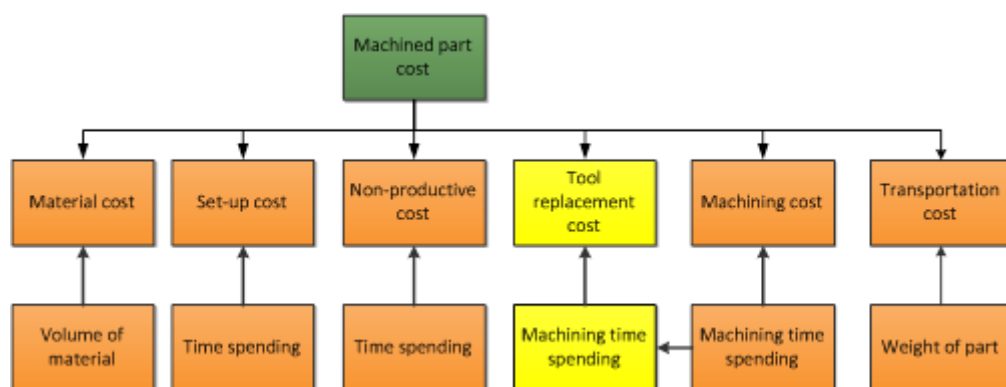 Machined part
cost
Material cost
Set-up cost
Non-productive
cost
Tool
replacement
cost
Machining cost
Transportation
cost
Volume of
material
Time spending
Time spending
Machining time
spending
Machining time
spending
Weight of part